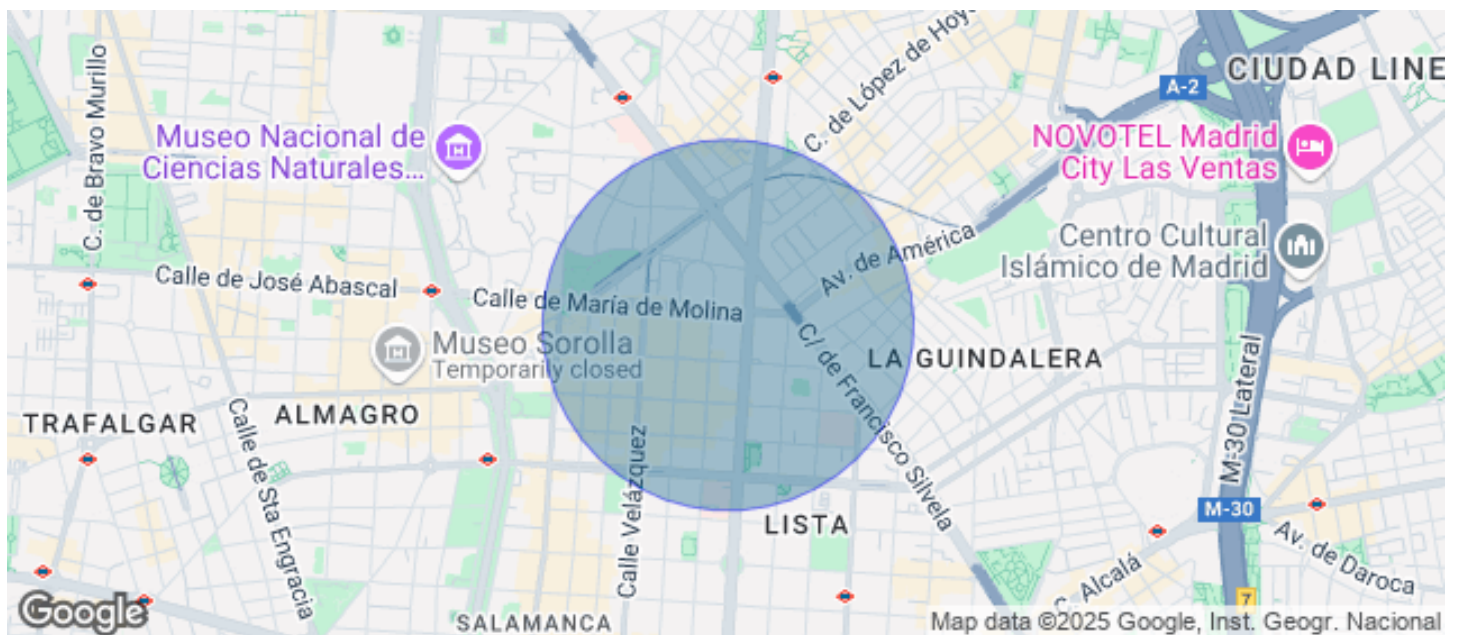 C. de Bravo Murillo
Museo Nacional de
Ciencias Naturales...
C. de López de Hoyos
A-2
CIUDAD LINE
NOVOTEL Madrid
City Las Ventas
Centro Cultural
Islámico de Madrid
Av. de América
Calle de José Abascal
Calle de María de Molina
Museo Sorolla
Temporarily closed
C/ de Francisco Silvela
LA GUINDALERA
M-30 Lateral
TRAFALGAR
ALMAGRO
Calle de Sta Engracia
Calle Velázquez
LISTA
M-30
Av. de Daroca
C. Alcalá
7
SALAMANCA
Google
Map data ©2025 Google, Inst. Geogr. Nacional